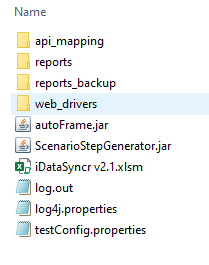 Name
api_mapping
reports
reports_backup
web_drivers
autoFrame.jar
ScenarioStepGenerator.jar
iDataSyncr v2.1.xlsm
log.out
log4j.properties
testConfig.properties